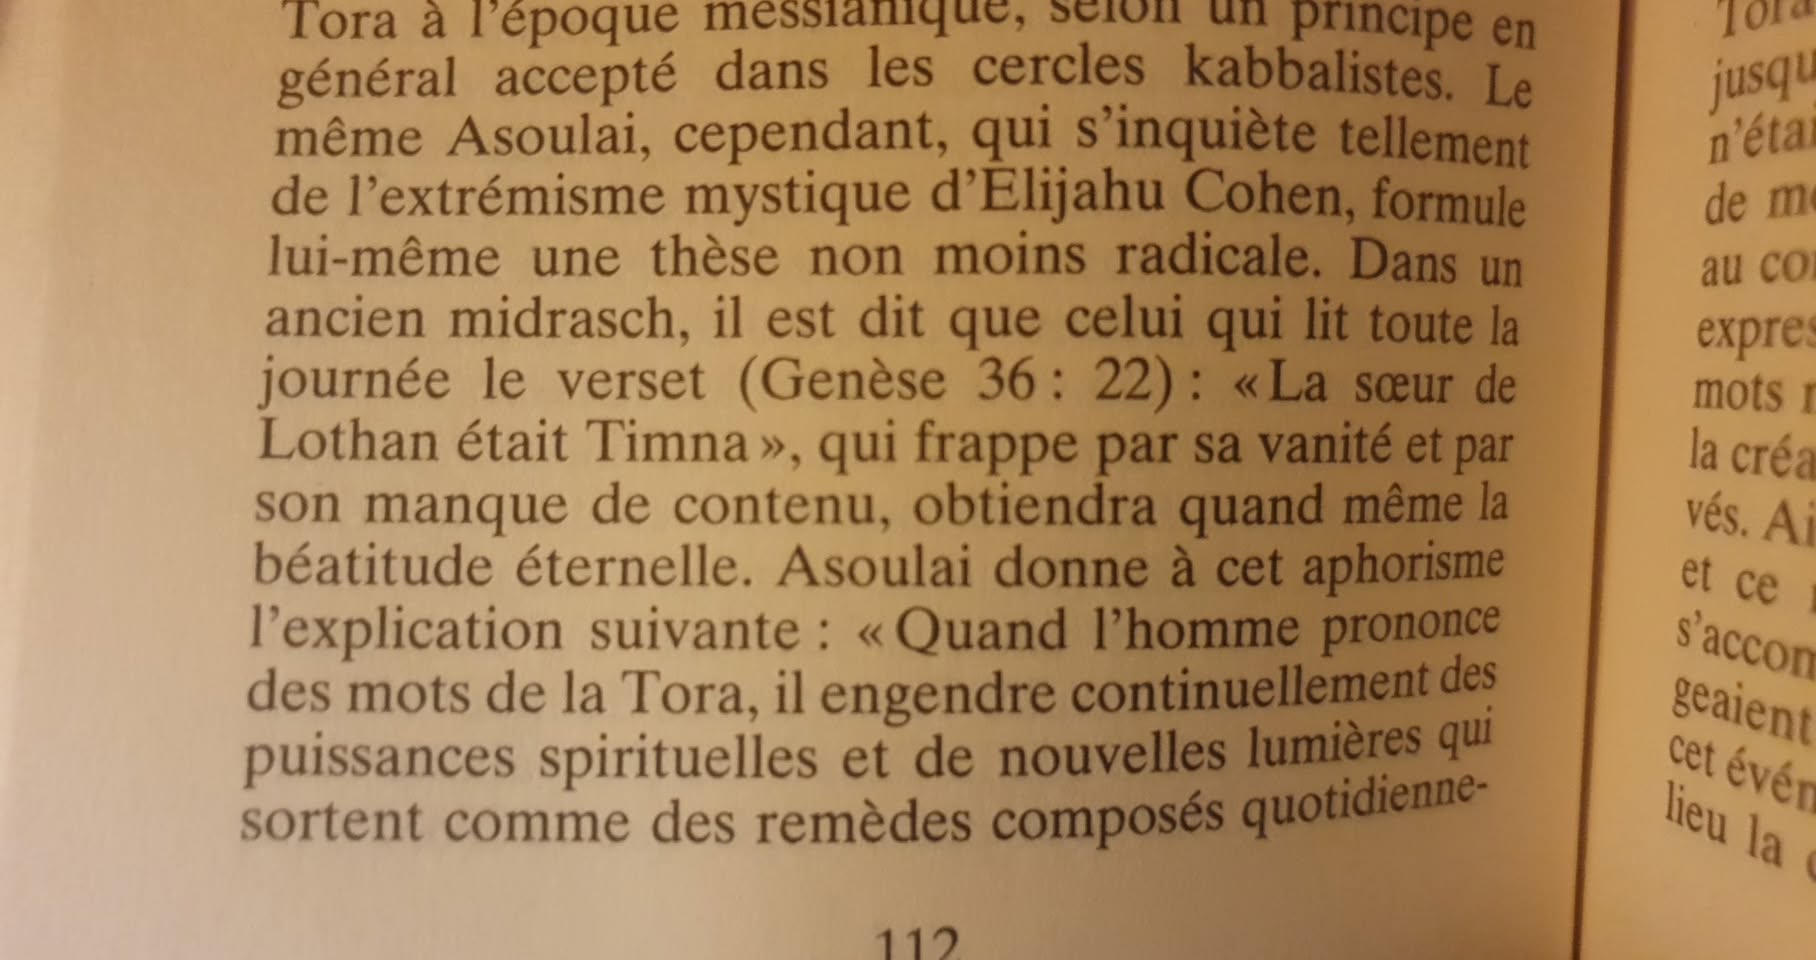 Tora à l'époque messianique, selon un principe en
général accepté dans les cercles kabbalistes. Le
même Asoulai, cependant, qui s'inquiète tellement
de l'extrémisme mystique d'Elijahu Cohen, formule
lui-même une thèse non moins radicale. Dans un
ancien midrasch, il est dit que celui qui lit toute la
journée le verset (Genèse 36 : 22) : « La sœur de
Lothan était Timna », qui frappe par sa vanité et par
son manque de contenu, obtiendra quand même la
béatitude éternelle. Asoulai donne à cet aphorisme
l'explication suivante : « Quand l'homme prononce
des mots de la Tora, il engendre continuellement des
puissances spirituelles et de nouvelles lumières qui
sortent comme des remèdes composés quotidienne-
112
Tora
jusqu
n'étai
de
au
expres
mots
la créa
vés. Ai
et ce
s'accom
geaient
cet évén
lieu la